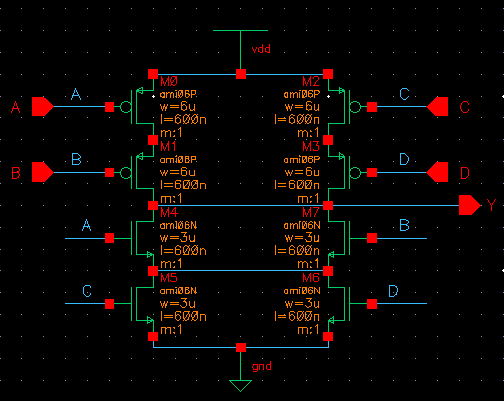 vdd
M0 M2
A A ami06P ami06P C C
w=6u w=6u
l=600n l=600n
m:1 m:1
M1 M3
B B ami06P ami06P D D
w=6u w=6u
l=600n l=600n
m:1 m:1
Y
M4 M7
A ami06N ami06N B
w=3u w=3u
l=600n l=600n
m:1 m:1
M5 M6
C ami06N ami06N D
w=3u w=3u
l=600n l=600n
m:1 m:1
gnd